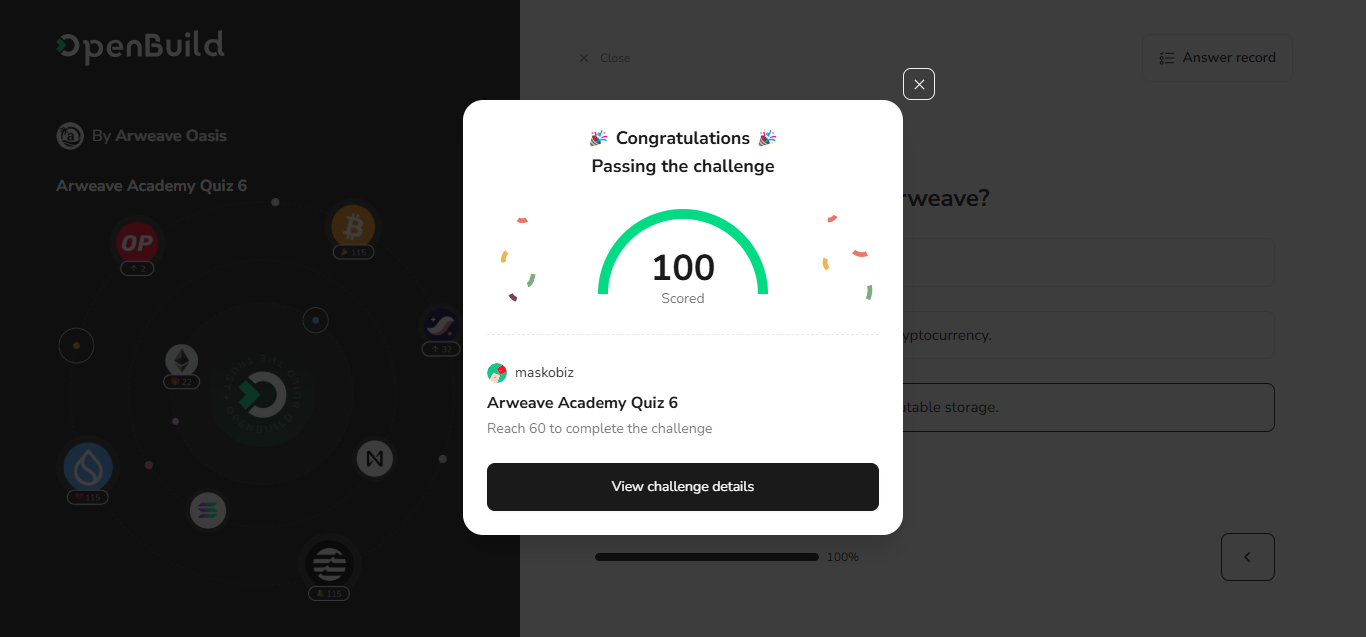 OpenBuild
By Arweave Oasis
Arweave Academy Quiz 6
OP
2
115
32
22
115
115
Close
Answer record
rweave?
yptocurrency.
utable storage.
100%
Congratulations
Passing the challenge
100
Scored
maskobiz
Arweave Academy Quiz 6
Reach 60 to complete the challenge
View challenge details